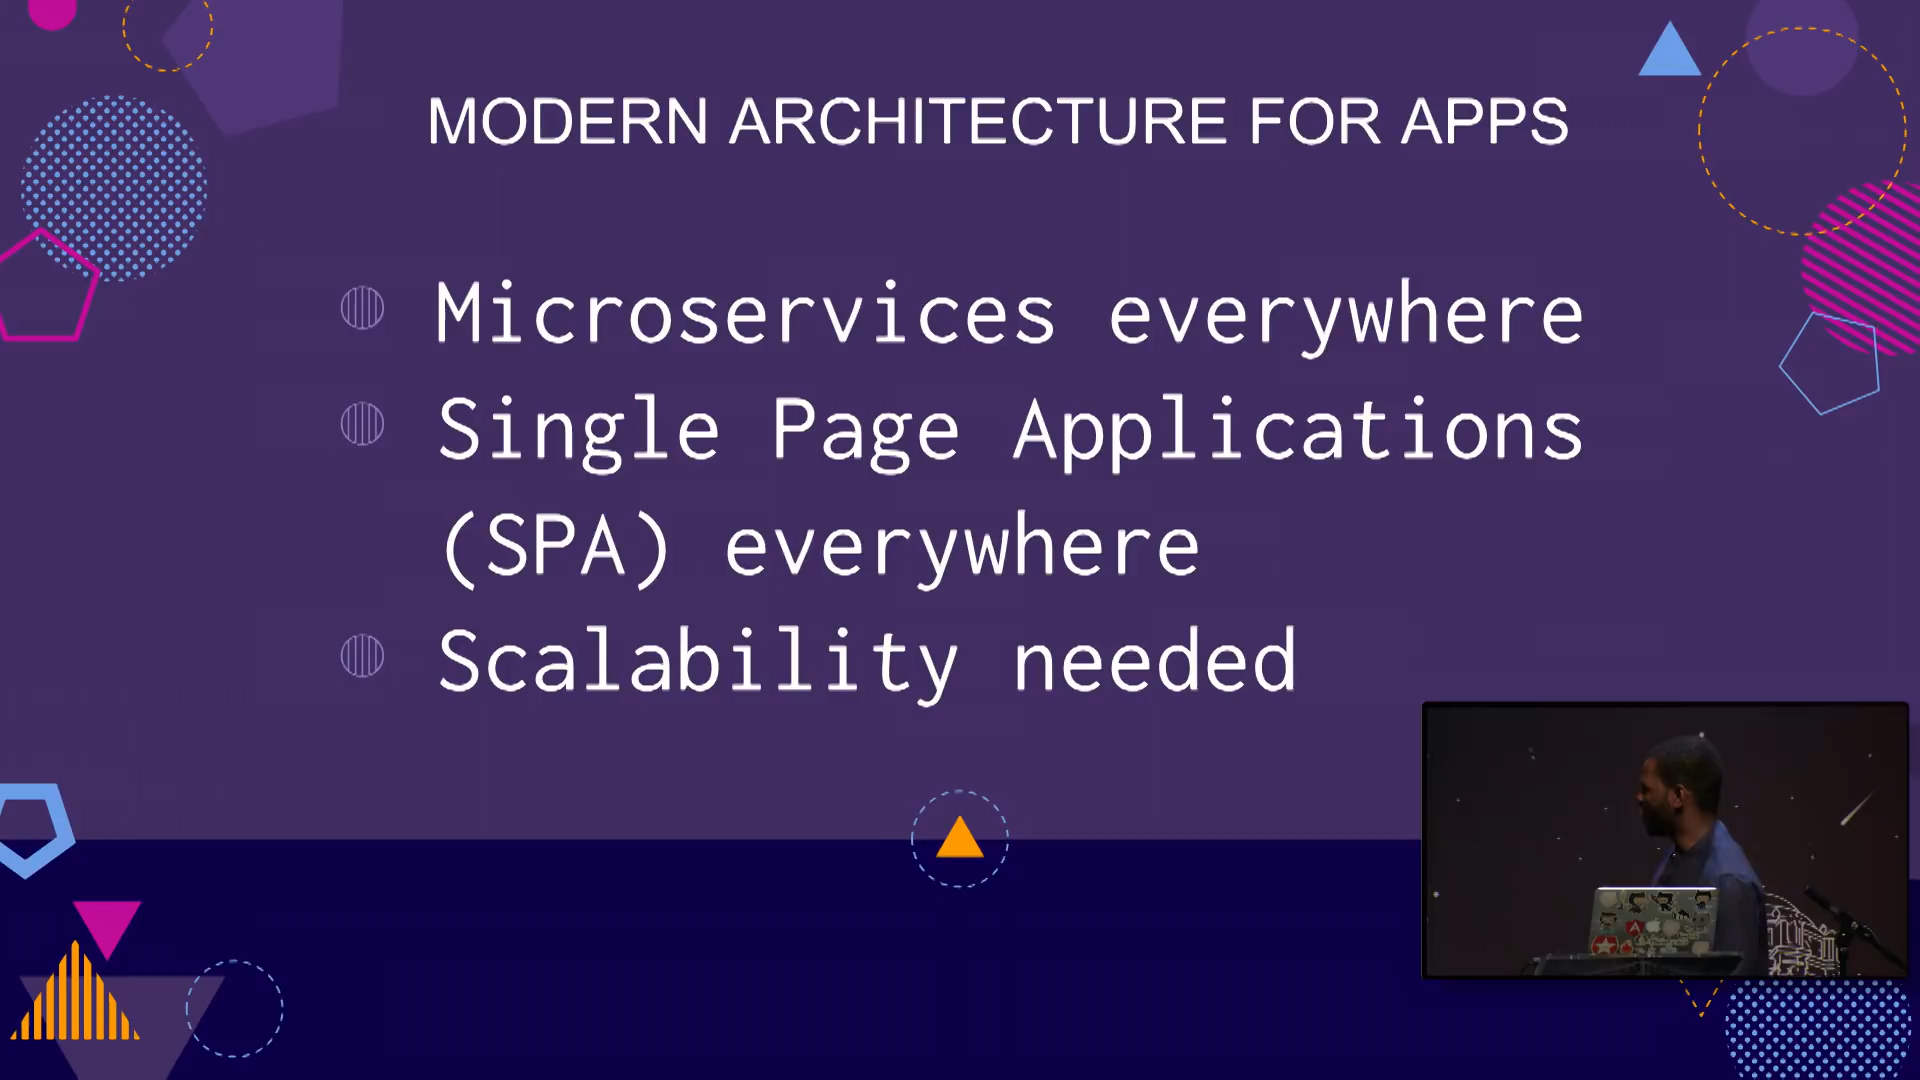 MODERN ARCHITECTURE FOR APPS
Microservices everywhere
Single Page Applications
(SPA) everywhere
Scalability needed